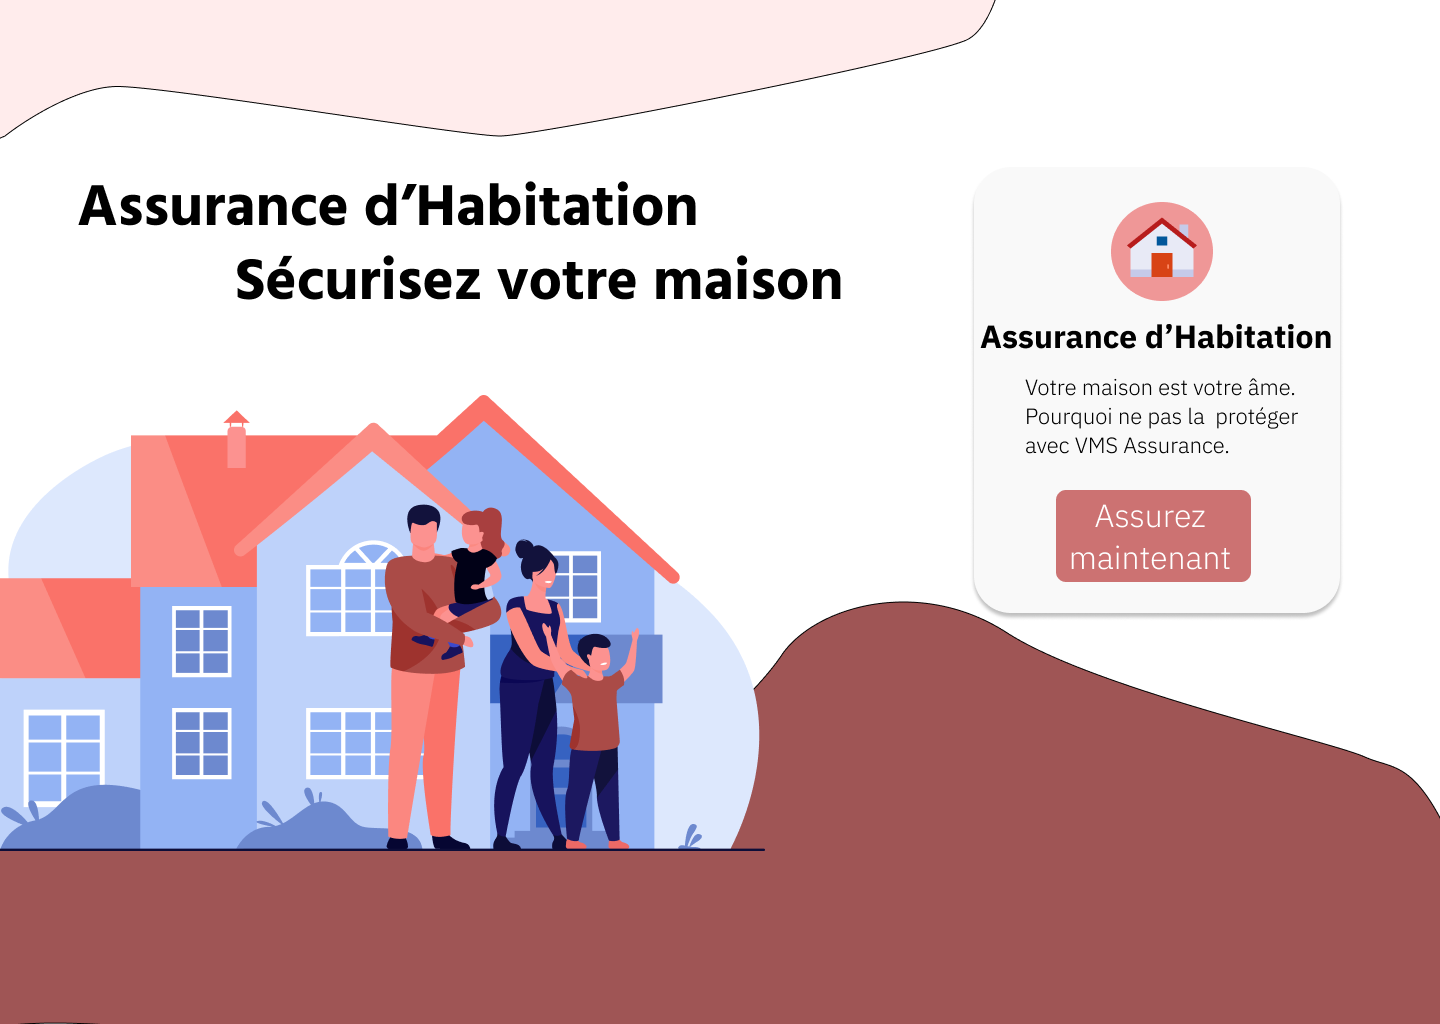 Assurance d’Habitation
Sécurisez votre maison
Assurance d’Habitation
Votre maison est votre âme.
Pourquoi ne pas la  protéger
avec VMS Assurance.
Assurez
maintenant